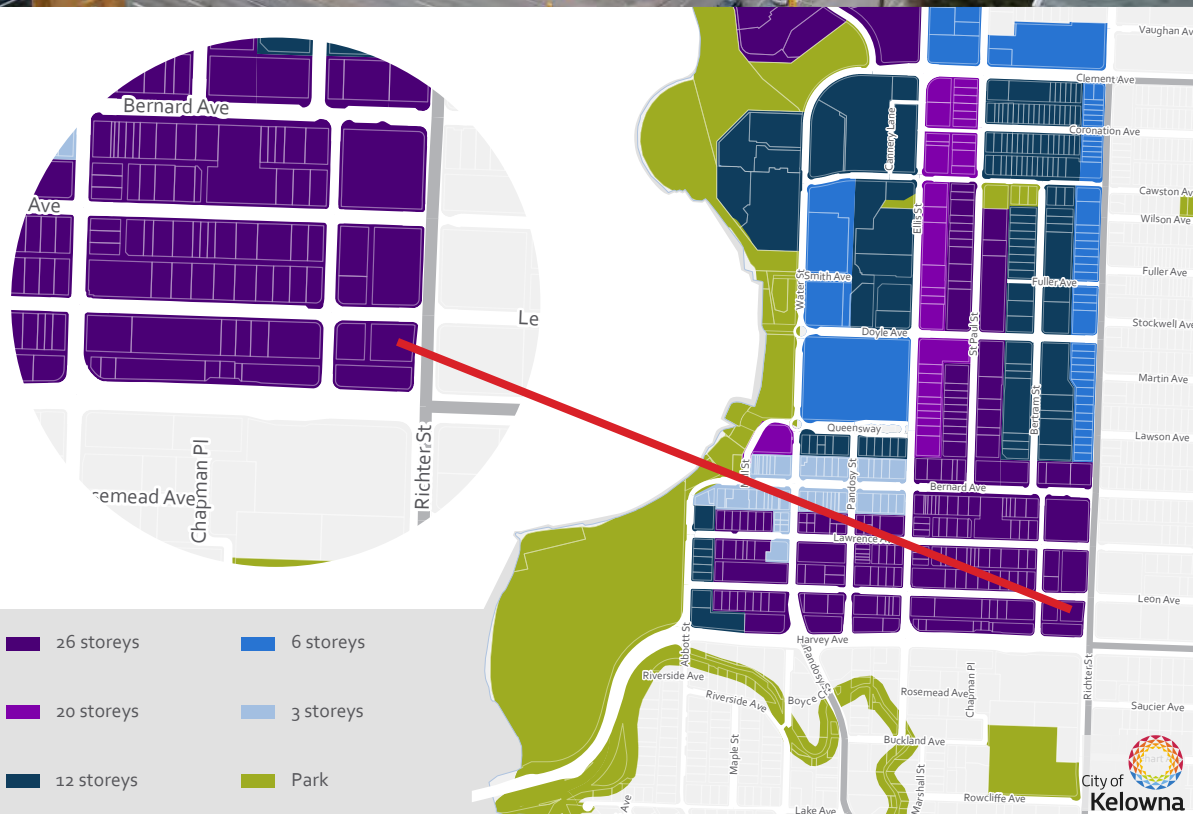 Bernard Ave
Ave
Le
semead Ave
Chapman Pl
Richter St
Vaughan Av
Clement Ave
Coronation Ave
Cannery Lane
Cawston Av
Wilson Ave
Ellis St
Fuller Ave
Fuller Ave
Smith Ave
Water St
Stockwell Av
Doyle Ave
St Paul St
Martin Ave
Bertram St
Queensway
Lawson Ave
Mill St
Pandosy St
Bernard Ave
Lawrence Ave
Leon Ave
Harvey Ave
Abbott St
Richter St
Riverside Ave
Riverside Ave
Pandosy St
Boyce
Rosemead Ave
Chapman Pl
Saucier Ave
Maple St
Buckland Ave
Marshall St
Rowcliffe Ave
Lake Ave
Ave
26 storeys
6 storeys
20 storeys
3 storeys
12 storeys
Park
City of
Kelowna